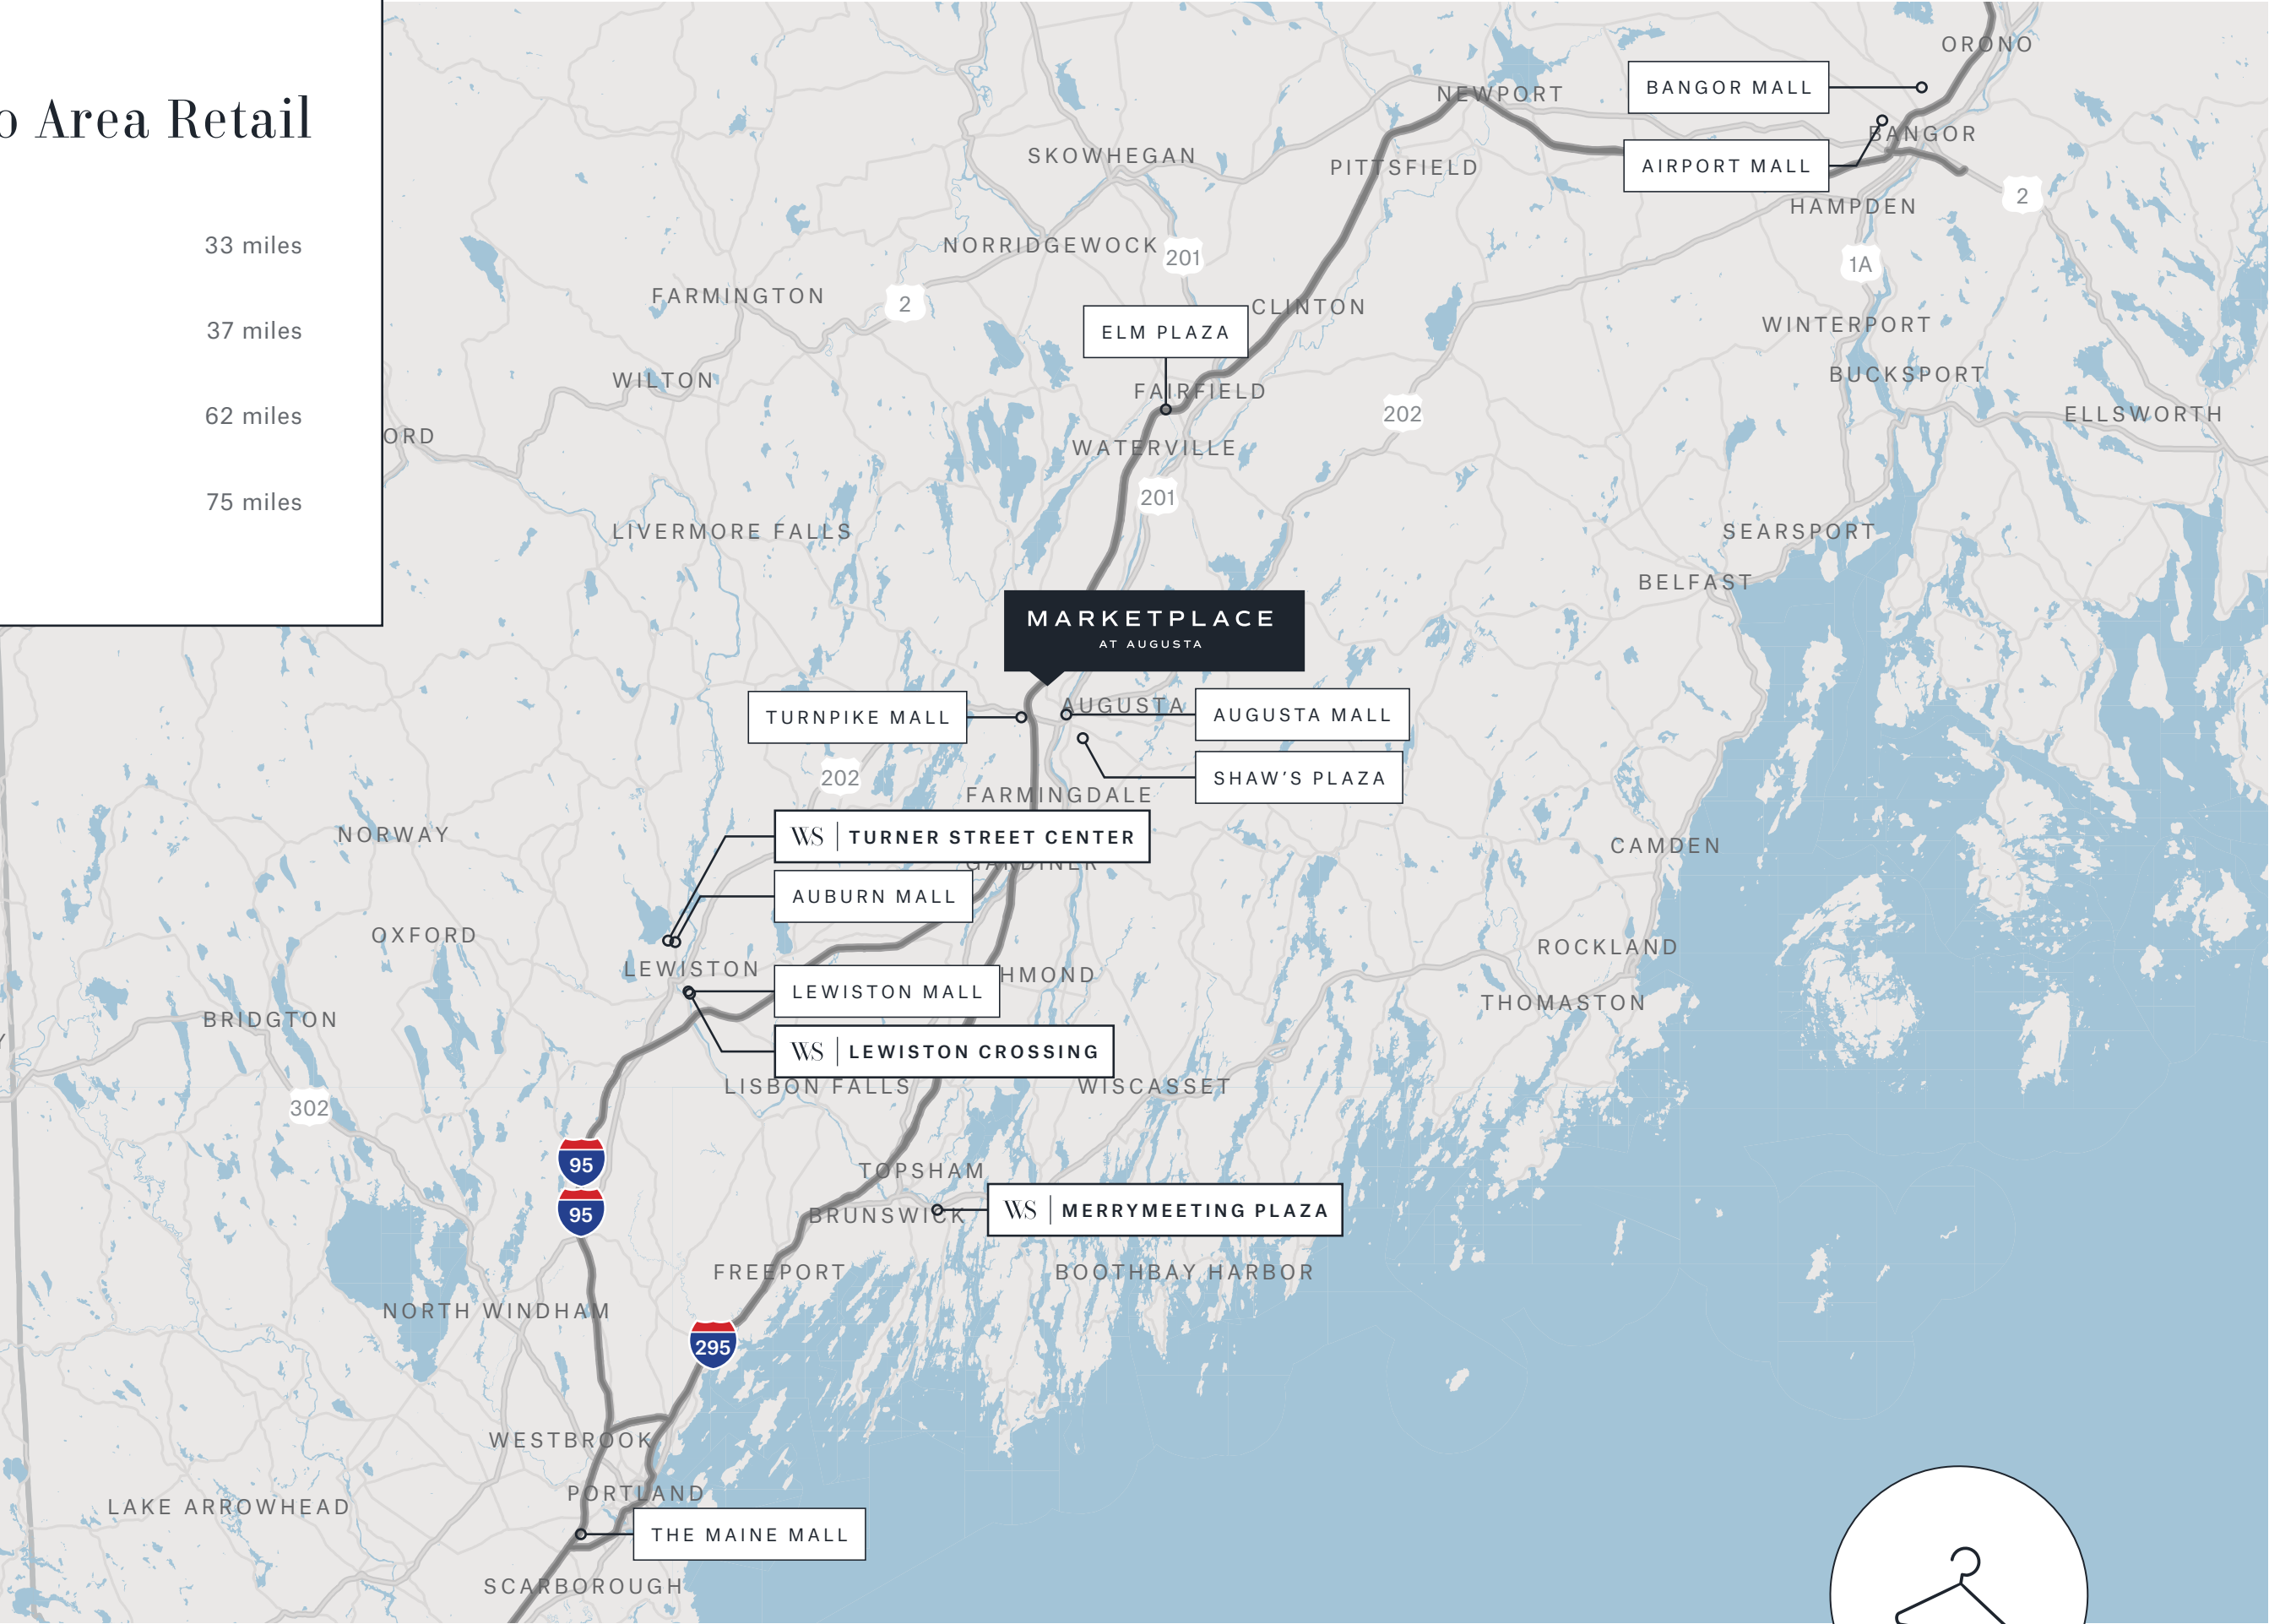 o Area Retail
33 miles
37 miles
62 miles
75 miles
ORONO
BANGOR MALL
NEWPORT
BANGOR
SKOWHEGAN
PITTSFIELD
AIRPORT MALL
2
HAMPDEN
NORRIDGEWOCK
201
1A
FARMINGTON
2
CLINTON
WINTERPORT
ELM PLAZA
WILTON
BUCKSPORT
FAIRFIELD
202
ELLSWORTH
ORD
WATERVILLE
201
LIVERMORE FALLS
SEARSPORT
BELFAST
MARKETPLACE
AT AUGUSTA
AUGUSTA
TURNPIKE MALL
AUGUSTA MALL
202
SHAW’S PLAZA
FARMINGDALE
NORWAY
WS TURNER STREET CENTER
CAMDEN
GARDINER
AUBURN MALL
OXFORD
ROCKLAND
LEWISTON
HMOND
LEWISTON MALL
THOMASTON
BRIDGTON
Y
WS LEWISTON CROSSING
LISBON FALLS
WISCASSET
302
95
TOPSHAM
95
BRUNSWICK
WS MERRYMEETING PLAZA
FREEPORT
BOOTHBAY HARBOR
NORTH WINDHAM
295
WESTBROOK
PORTLAND
LAKE ARROWHEAD
THE MAINE MALL
SCARBOROUGH